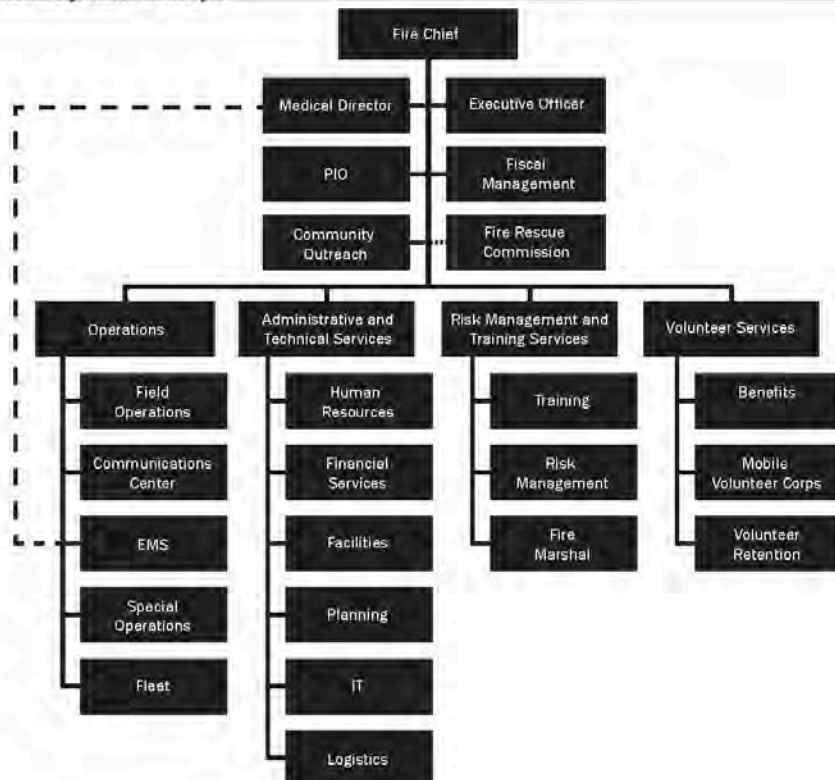 Fire Chief
Medical Director
Executive Officer
PIO
Fiscal
Management
Community
Outreach
Fire Rescue
Commission
Operations
Administrative and
Technical Services
Risk Management and
Training Services
Volunteer Services
Field
Operations
Communications
Center
EMS
Special
Operations
Fleet
Human
Resources
Financial
Services
Facilities
Planning
IT
Logistics
Training
Risk
Management
Fire
Marshal
Benefits
Mobile
Volunteer Corps
Volunteer
Retention